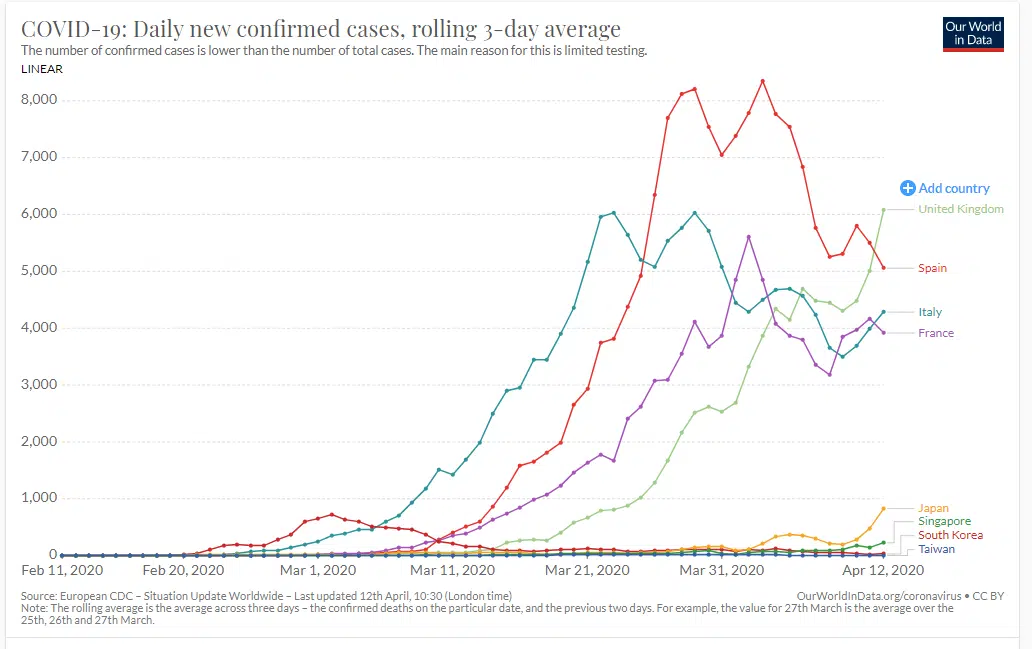 COVID-19: Daily new confirmed cases, rolling 3-day average
Our World
in Data
The number of confirmed cases is lower than the number of total cases. The main reason for this is limited testing.
LINEAR
8,000
7,000
6,000
5,000
4,000
3,000
2,000
1,000
0
Add country
United Kingdom
Spain
Italy
France
Japan
Singapore
South Korea
Taiwan
Feb 11, 2020 Feb 20, 2020 Mar 1, 2020 Mar 11, 2020 Mar 21, 2020 Mar 31, 2020 Apr 12, 2020
Source: European CDC – Situation Update Worldwide – Last updated 12th April, 10:30 (London time)
OurWorldInData.org/coronavirus • CC BY
Note: The rolling average is the average across three days – the confirmed deaths on the particular date, and the previous two days. For example, the value for 27th March is the average over the
25th, 26th and 27th March.